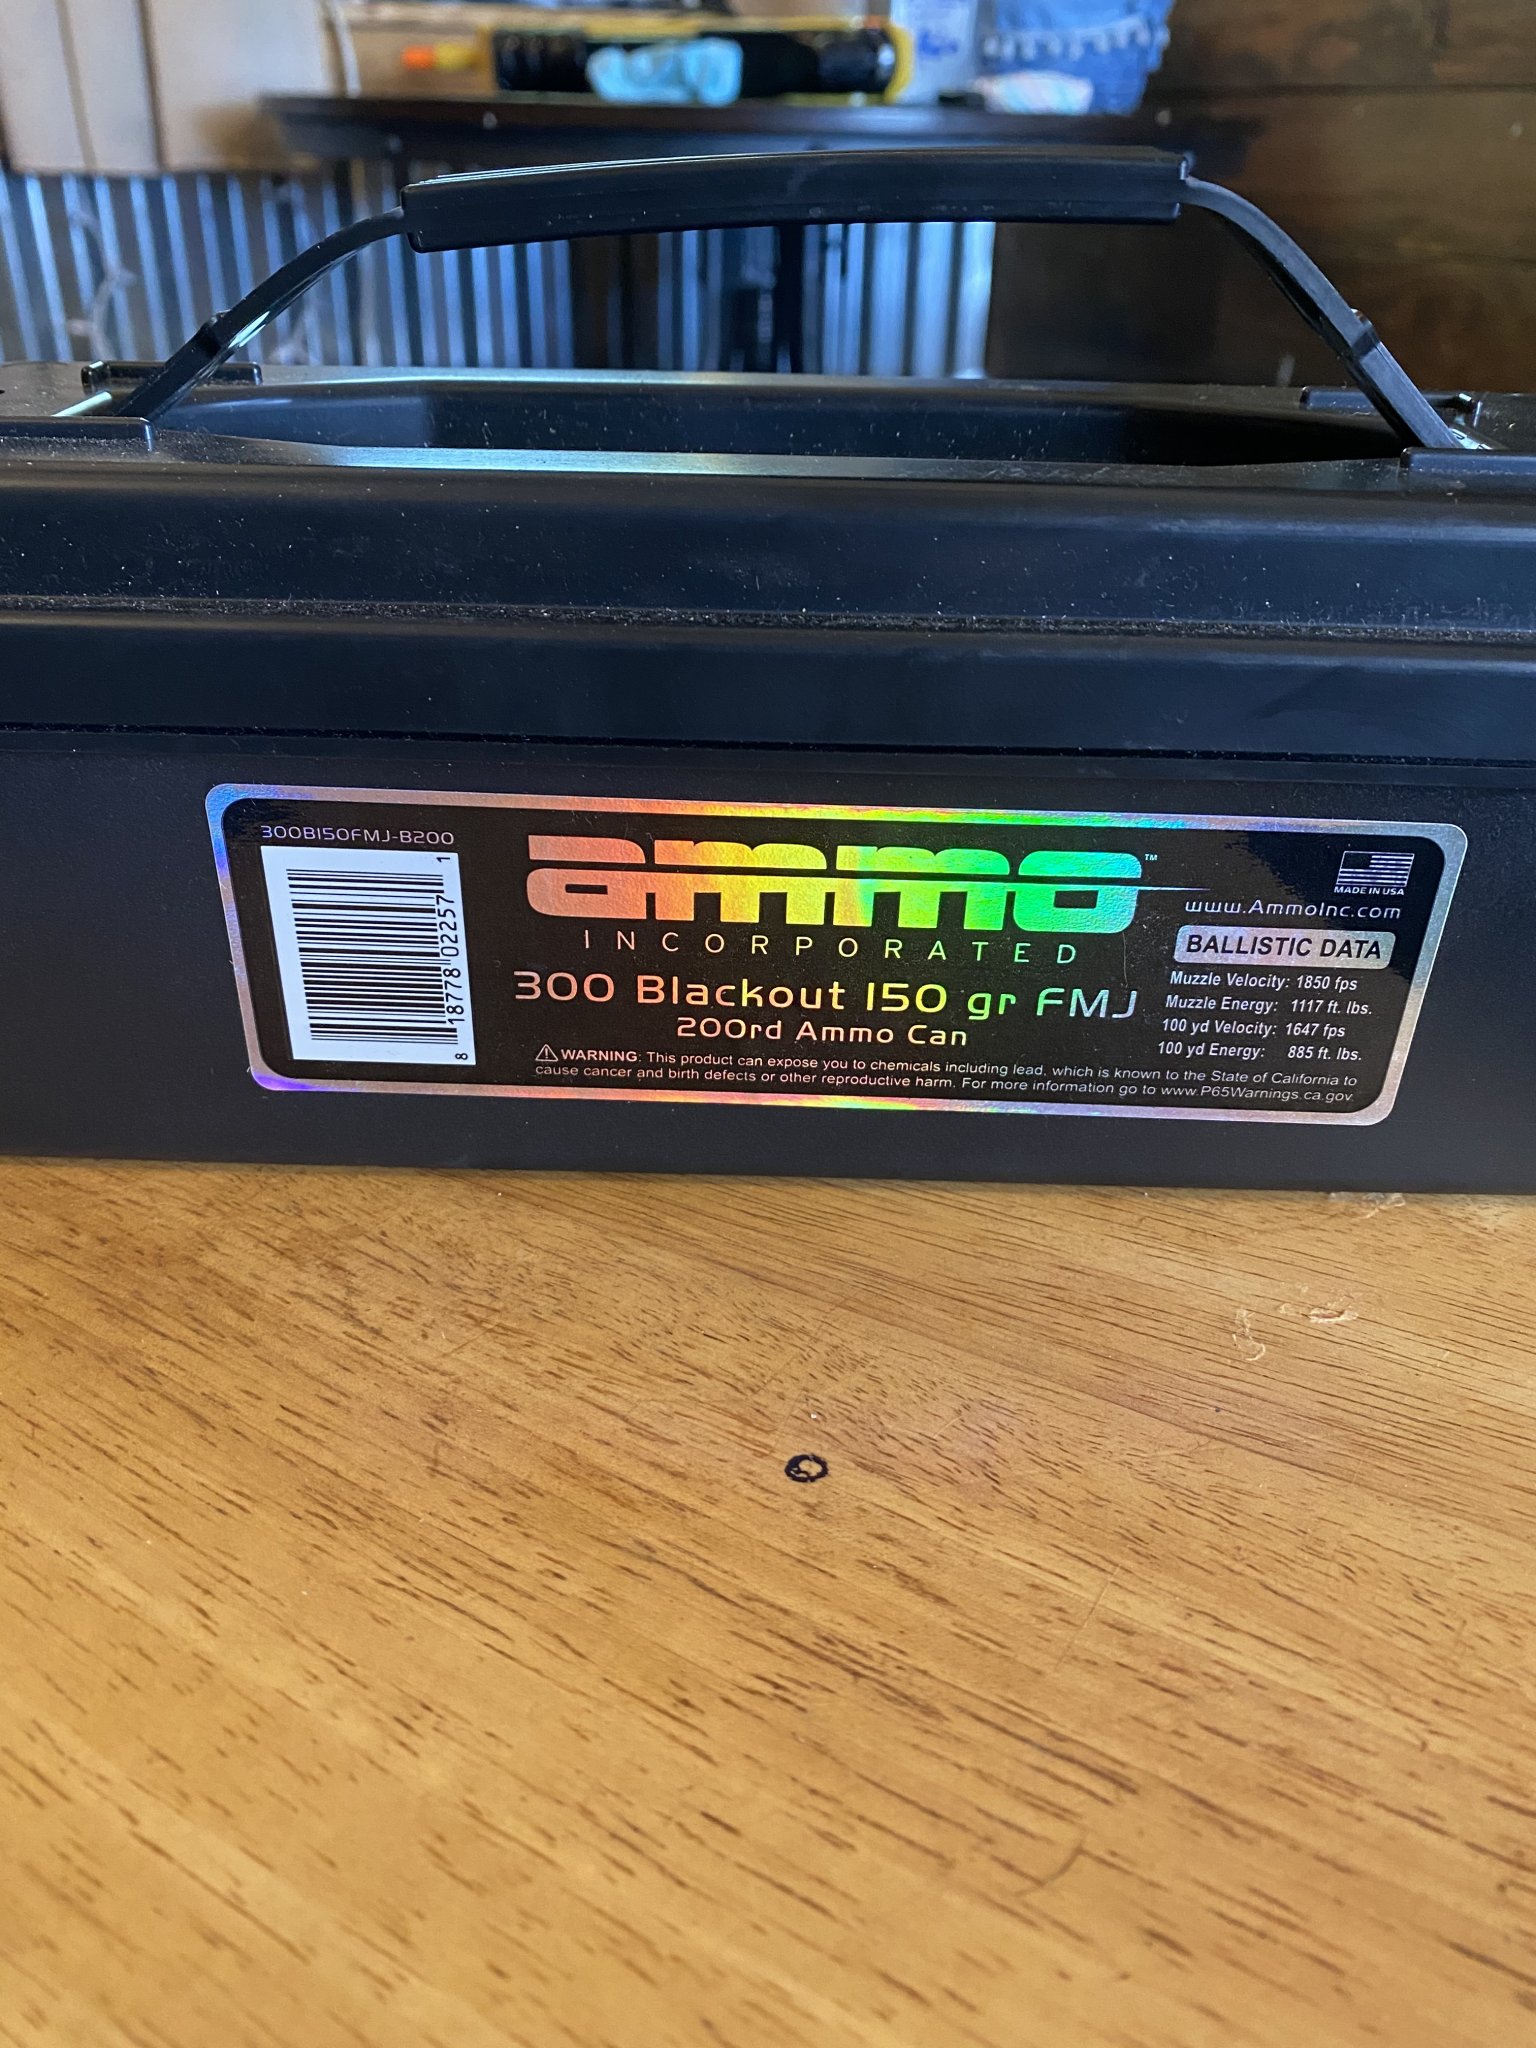 300B150FMJ-B200
8 18778 02257 1
ammo™
INCORPORATED
300 Blackout 150 gr FMJ
200rd Ammo Can
MADE IN USA
www.AmmoInc.com
BALLISTIC DATA
Muzzle Velocity: 1850 fps
Muzzle Energy: 1117 ft. lbs.
100 yd Velocity: 1647 fps
100 yd Energy: 885 ft. lbs.
WARNING: This product can expose you to chemicals including lead, which is known to the State of California to
cause cancer and birth defects or other reproductive harm. For more information go to www.P65Warnings.ca.gov.